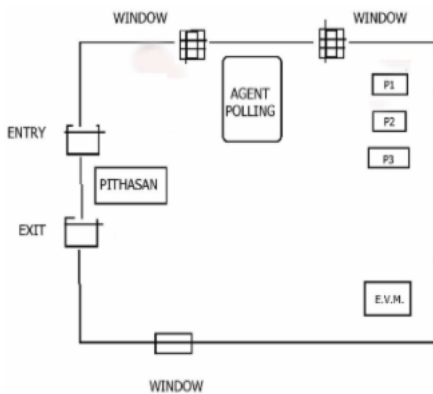 WINDOW
WINDOW
AGENT
POLLING
P1
P2
P3
ENTRY
PITHASAN
EXIT
E.V.M.
WINDOW